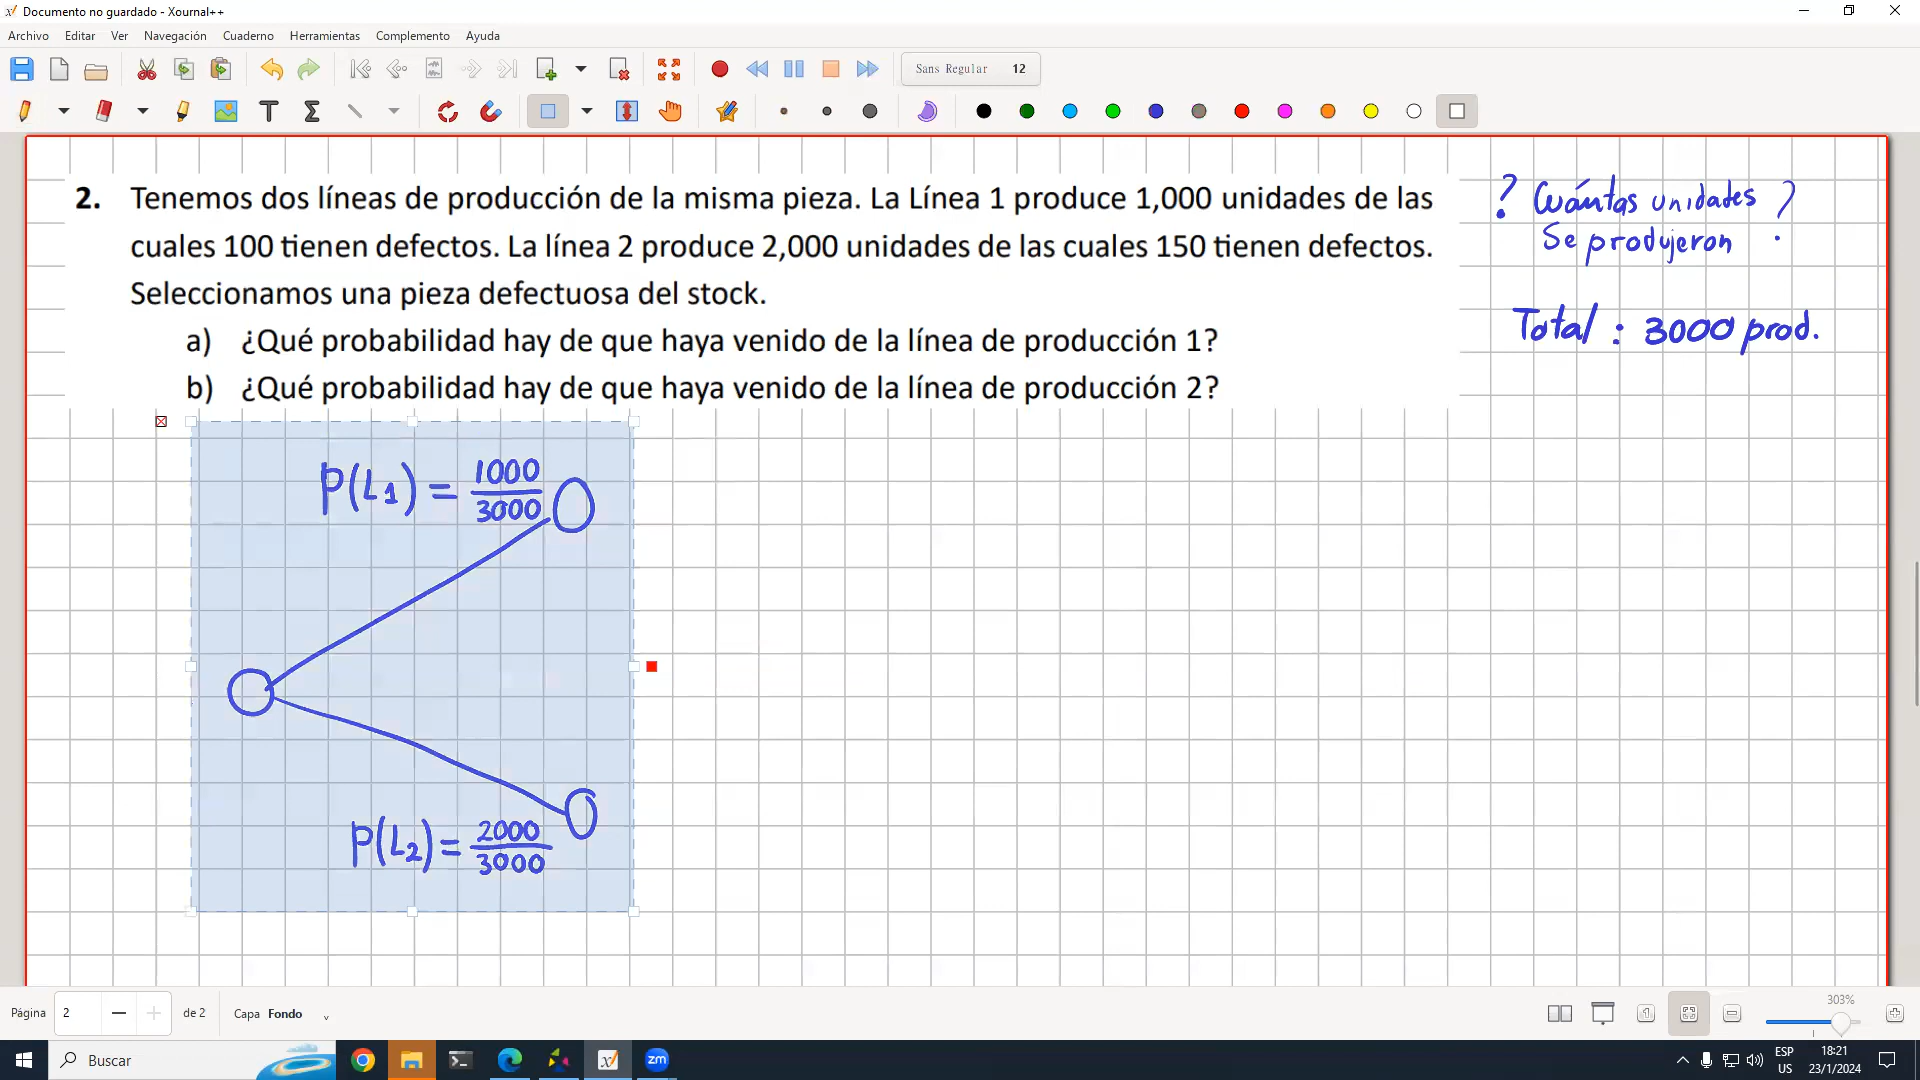 Documento no guardado - Xournal++
Archivo Editar Ver Navegación Cuaderno Herramientas Complemento Ayuda
Sans Regular 12
2. Tenemos dos líneas de producción de la misma pieza. La Línea 1 produce 1,000 unidades de las
cuales 100 tienen defectos. La línea 2 produce 2,000 unidades de las cuales 150 tienen defectos.
Seleccionamos una pieza defectuosa del stock.
a) ¿Qué probabilidad hay de que haya venido de la línea de producción 1?
b) ¿Qué probabilidad hay de que haya venido de la línea de producción 2?
? Cuántas unidades ?
Se produjeron
Total : 3000 prod.
P(L1) = 1000/3000
P(L2) = 2000/3000
Página 2 de 2 Capa Fondo
303%
Buscar
zm
ESP
US
18:21
23/1/2024